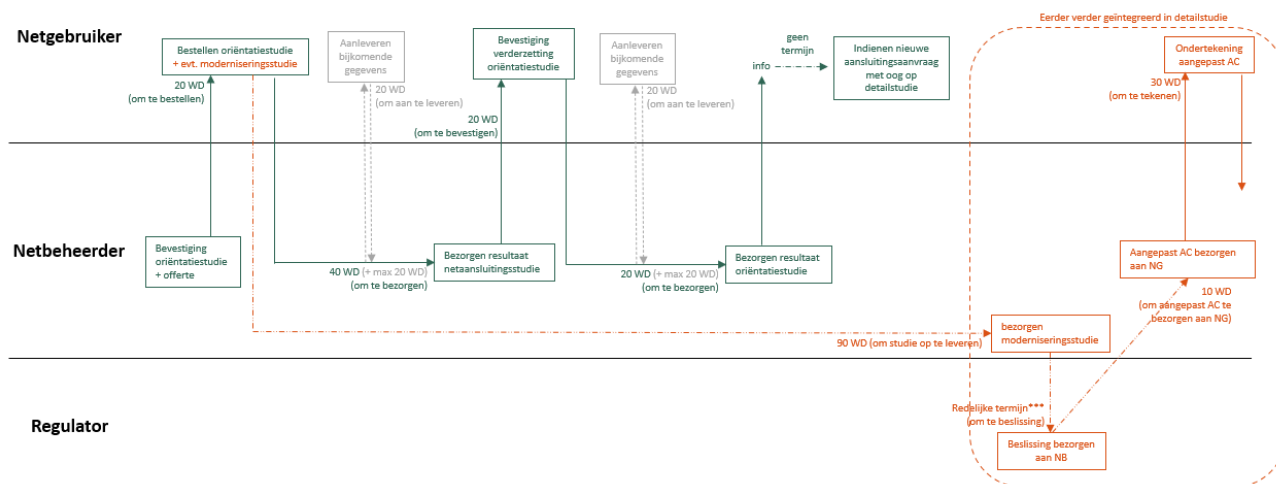 Eerder verder geïntegreerd in detailstudie
Netgebruiker
Bestellen oriëntatiestudie
+ evt. moderniseringsstudie
20 WD
(om te bestellen)
Aanleveren
bijkomende
gegevens
20 WD
(om aan te leveren)
Bevestiging
verderzetting
oriëntatiestudie
20 WD
(om te bevestigen)
Aanleveren
bijkomende
gegevens
20 WD
(om aan te leveren)
geen
termijn
info
Indienen nieuwe
aansluitingsaanvraag
met oog op
detailstudie
Ondertekening
aangepast AC
30 WD
(om te tekenen)
Netbeheerder
Bevestiging
oriëntatiestudie
+ offerte
40 WD (+ max 20 WD)
(om te bezorgen)
Bezorgen resultaat
netaansluitingsstudie
20 WD (+ max 20 WD)
(om te bezorgen)
Bezorgen resultaat
oriëntatiestudie
Aangepast AC bezorgen
aan NG
10 WD
(om aangepast AC te
bezorgen aan NG)
90 WD (om studie op te leveren)
bezorgen
moderniseringsstudie
Regulator
Redelijke termijn***
(om te beslissing)
Beslissing bezorgen
aan NB